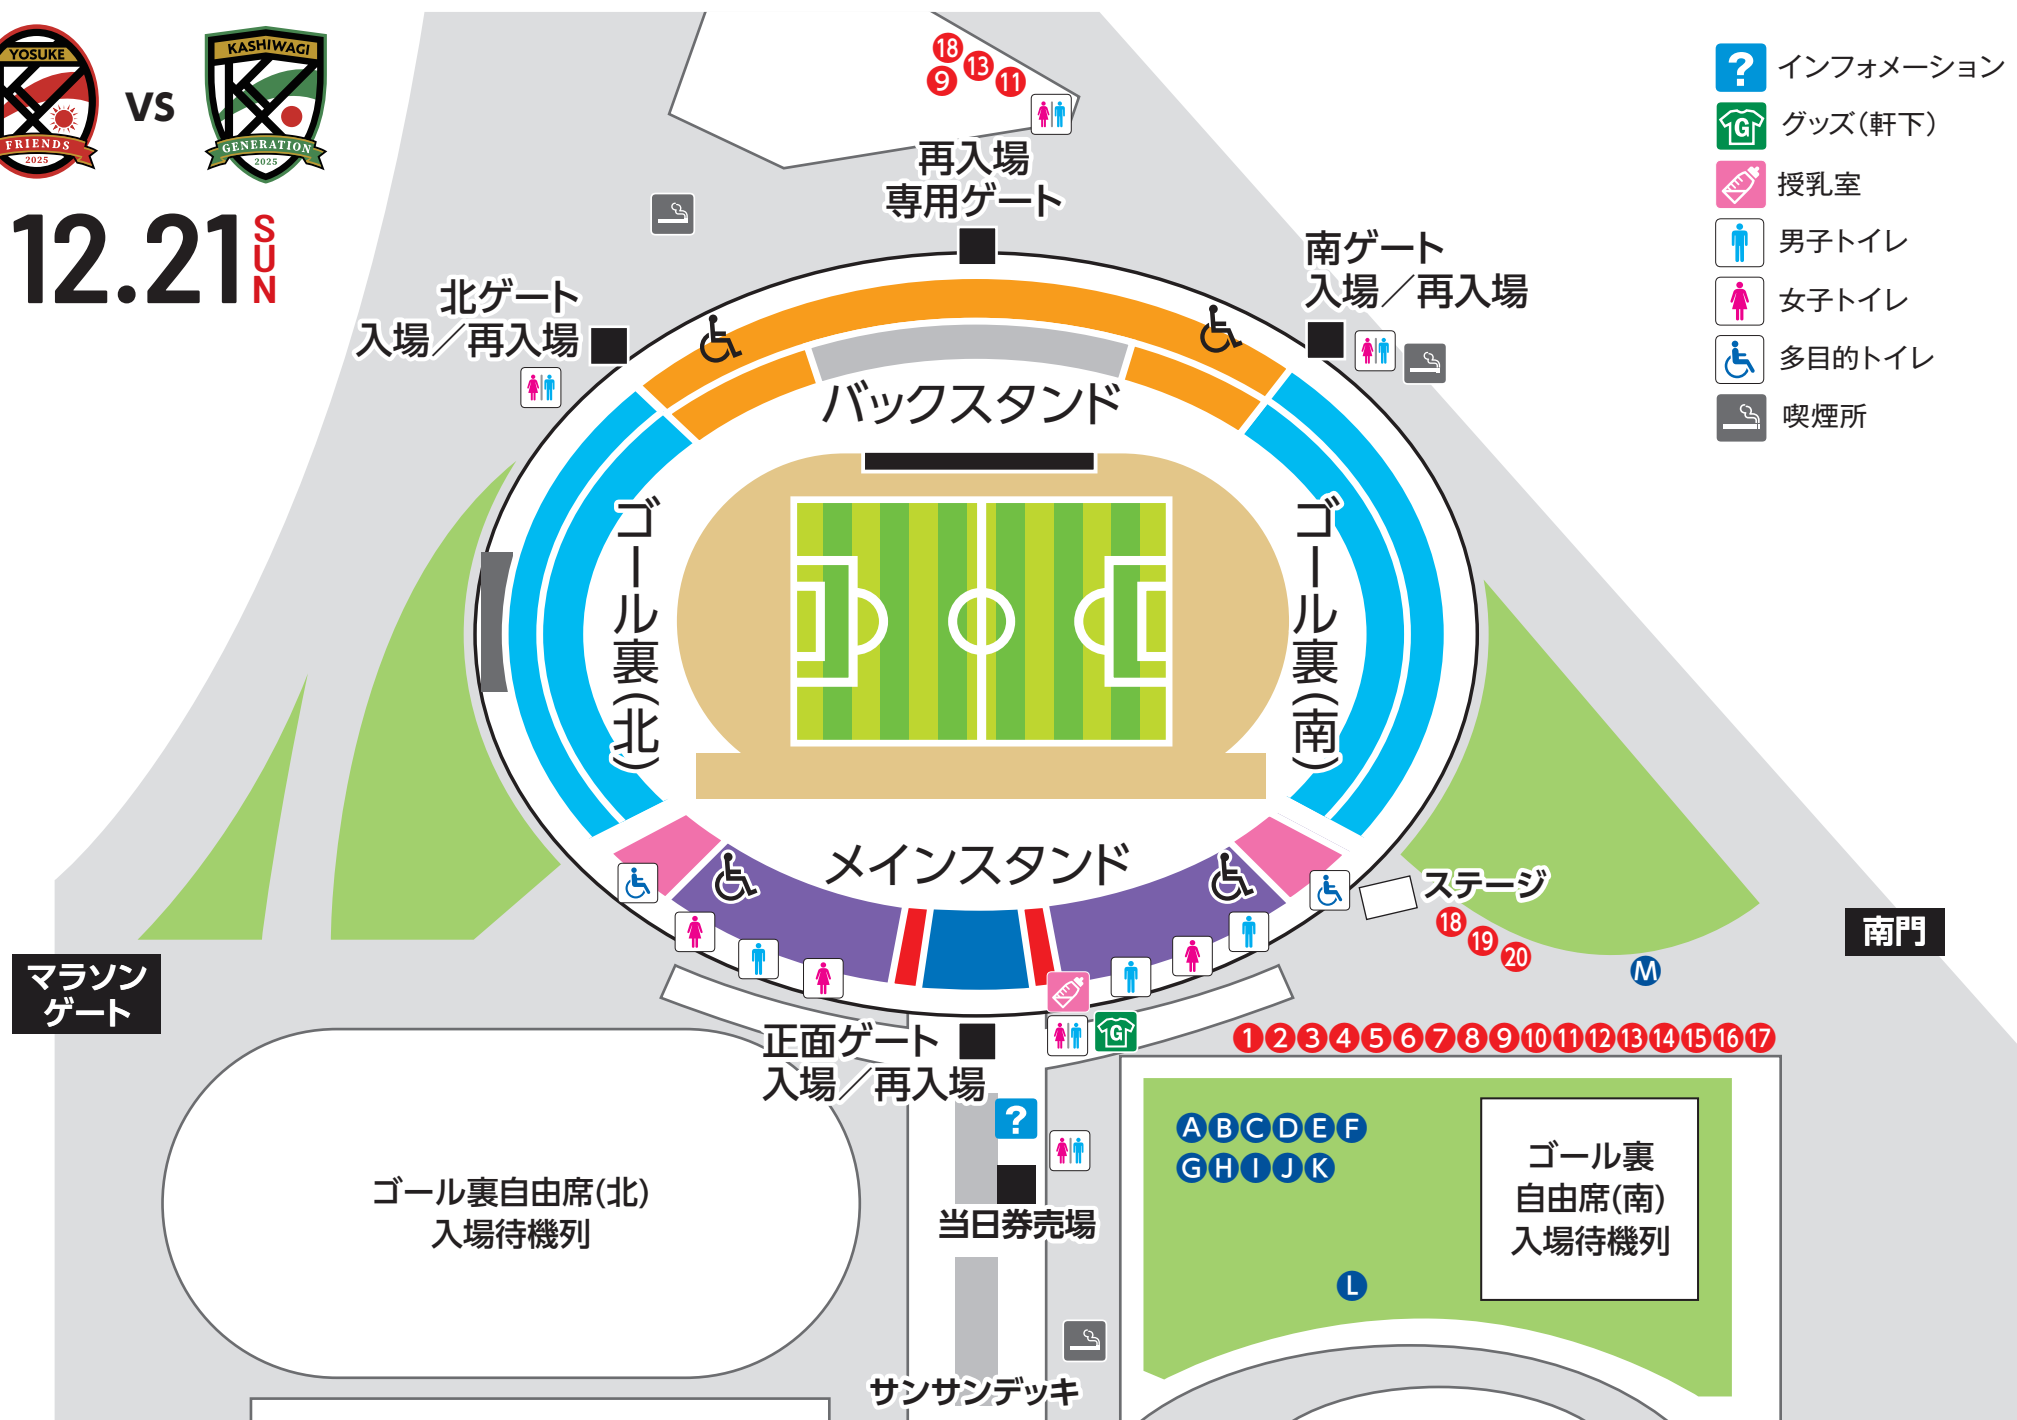 YOSUKE
FRIENDS
2025
VS
KASHIWAGI
GENERATION
2025
12.21 SUN
18
13
9
11
再入場
専用ゲート
北ゲート
入場／再入場
南ゲート
入場／再入場
?
インフォメーション
G
グッズ（軒下）
授乳室
男子トイレ
女子トイレ
多目的トイレ
喫煙所
バックスタンド
ゴール裏(北)
ゴール裏(南)
メインスタンド
ステージ
18
19
20
M
南門
マラソン
ゲート
正面ゲート
入場／再入場
G
1 2 3 4 5 6 7 8 9 10 11 12 13 14 15 16 17
?
当日券売場
サンサンデッキ
ゴール裏自由席(北)
入場待機列
A B C D E F
G H I J K
L
ゴール裏
自由席(南)
入場待機列